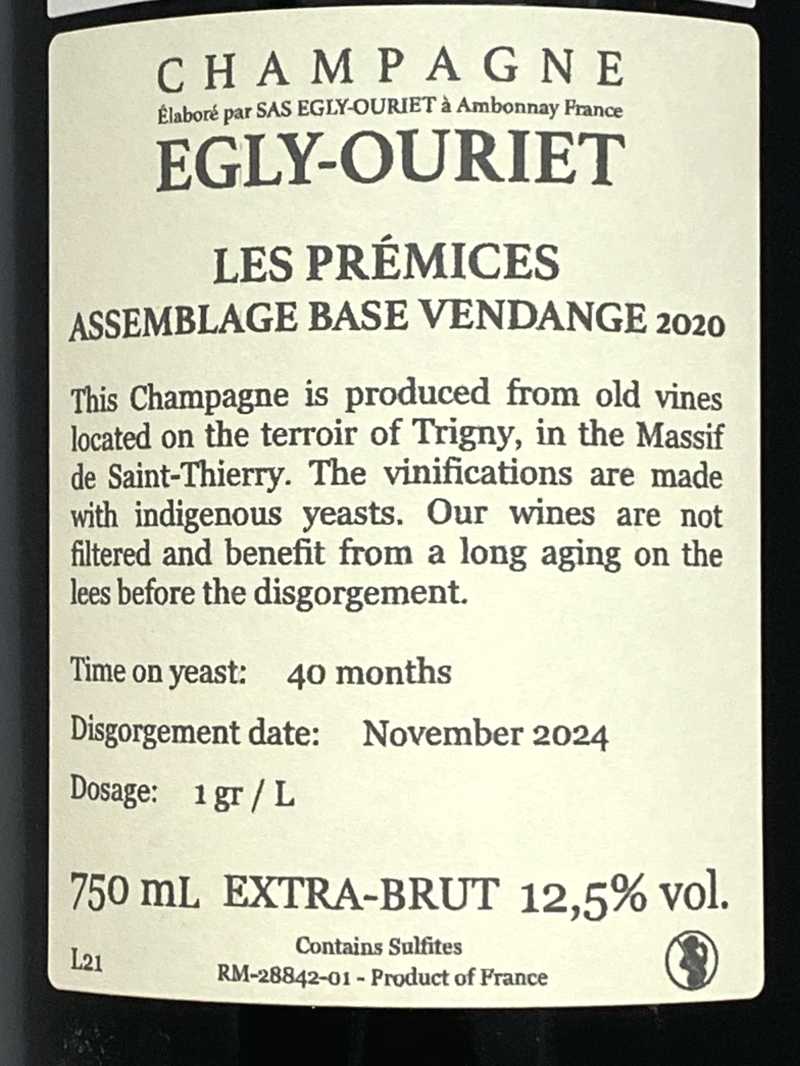 CHAMPAGNE
Élaboré par SAS EGLY-OURIET à Ambonnay France
EGLY-OURIET
LES PRÉMICES
ASSEMBLAGE BASE VENDANGE 2020
This Champagne is produced from old vines
located on the terroir of Trigny, in the Massif
de Saint-Thierry. The vinifications are made
with indigenous yeasts. Our wines are not
filtered and benefit from a long aging on the
lees before the disgorgement.
Time on yeast: 40 months
Disgorgement date: November 2024
Dosage: 1 gr / L
750 mL EXTRA-BRUT 12,5% vol.
Contains Sulfites
L21
RM-28842-01 - Product of France